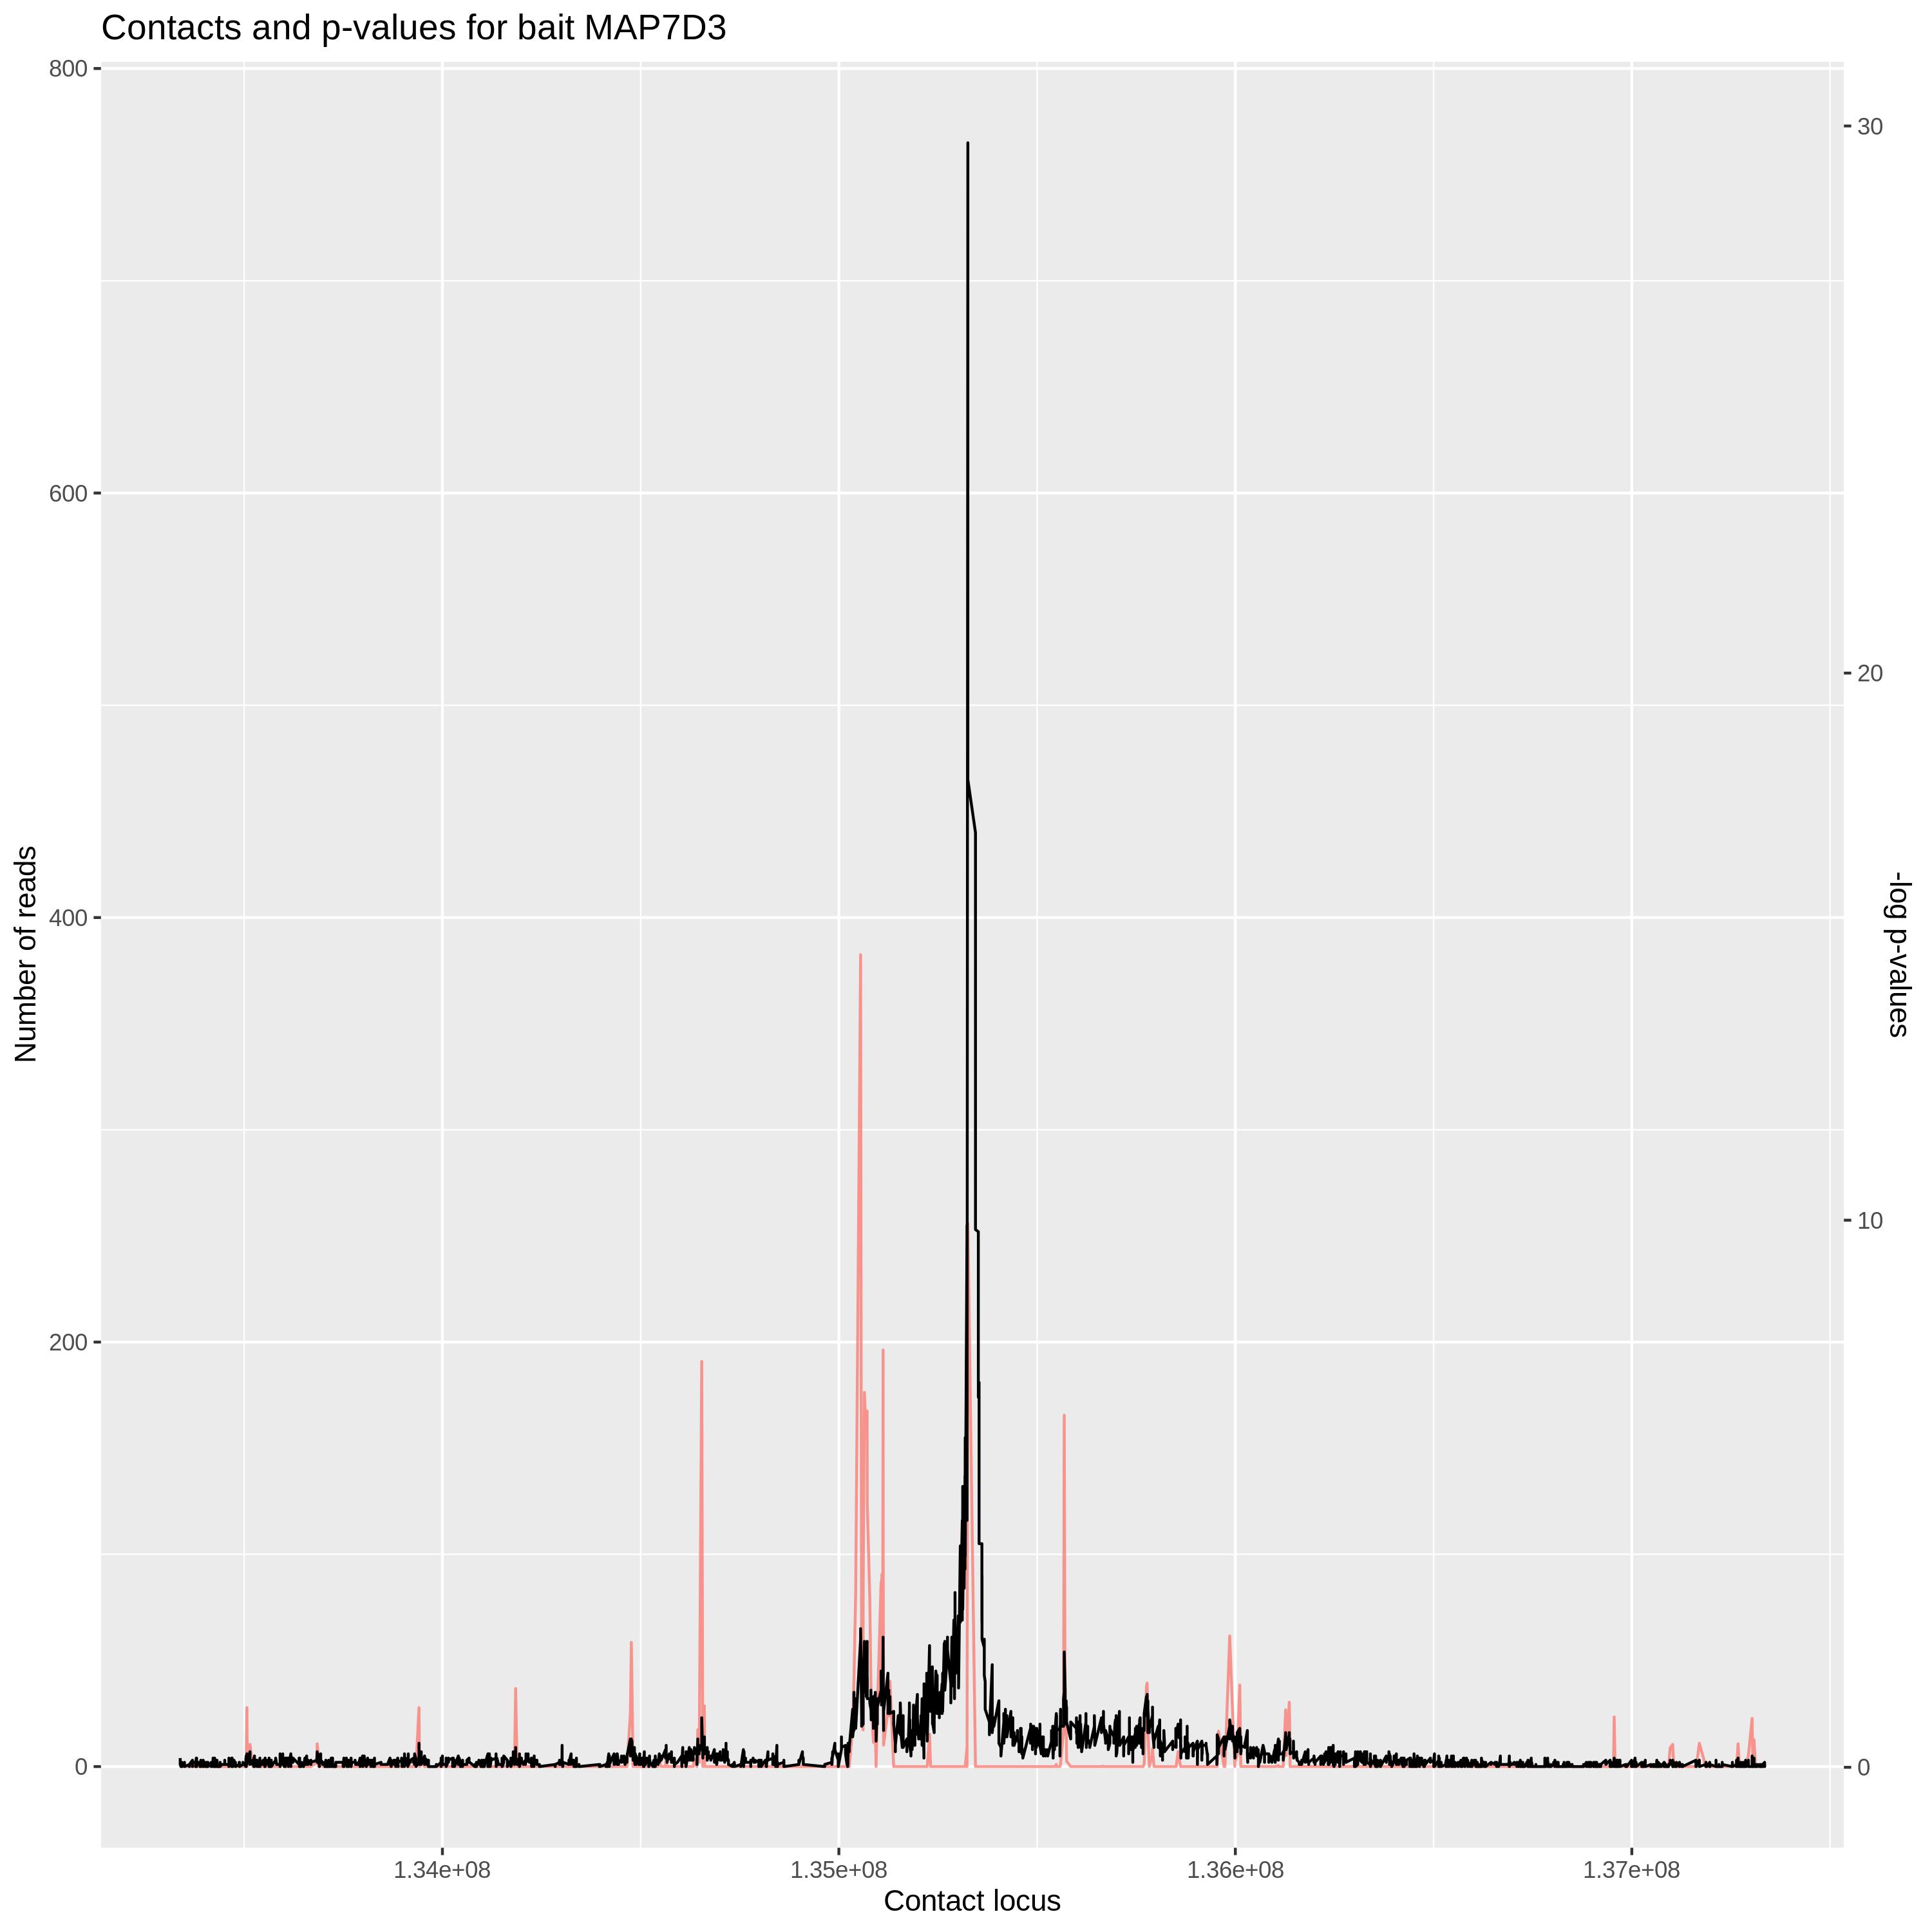 Contacts and p-values for bait MAP7D3
800
600
400
200
0
Number of reads
30
20
10
0
-log p-values
1.34e+08 1.35e+08 1.36e+08 1.37e+08
Contact locus